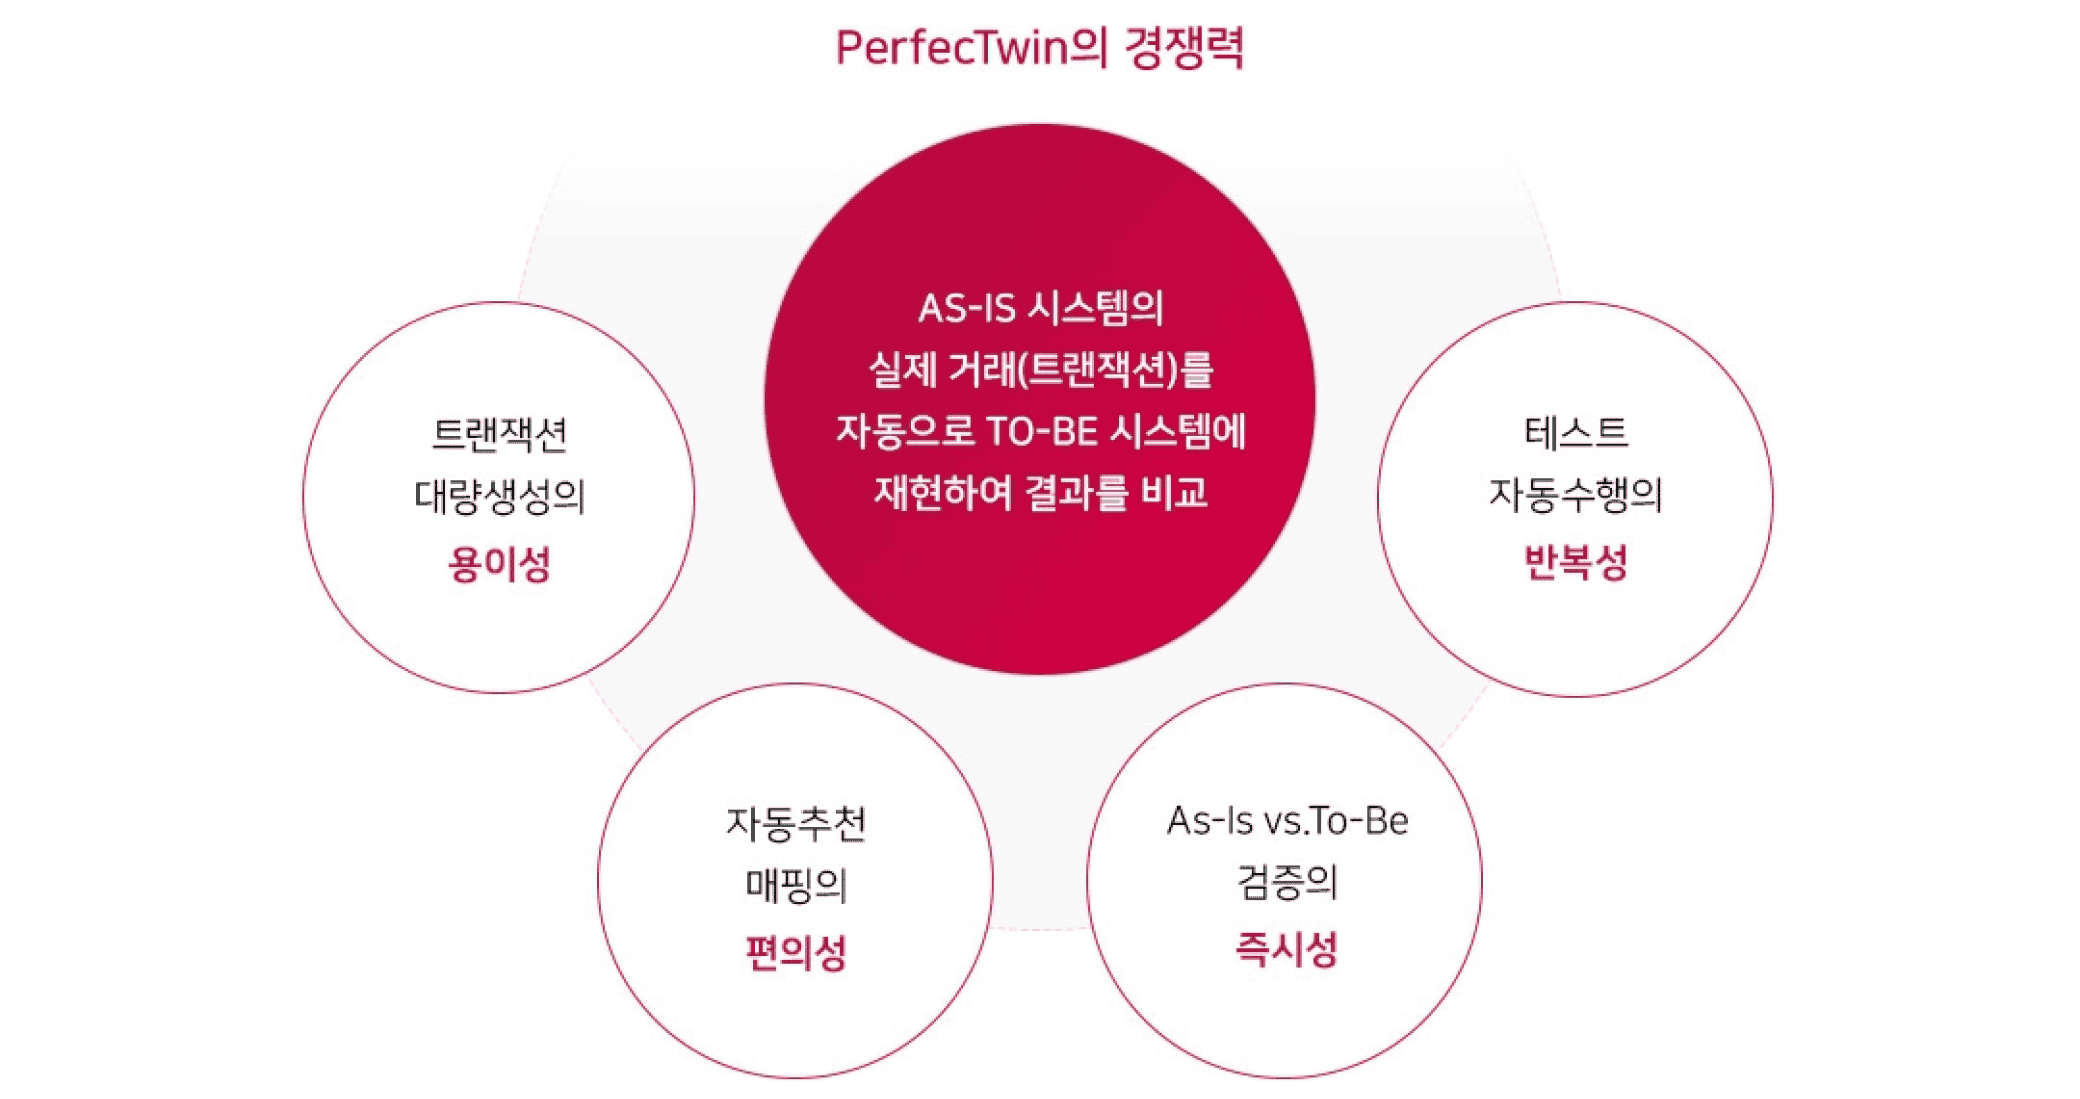 PerfecTwin의 경쟁력
AS-IS 시스템의
실제 거래(트랜잭션)를
자동으로 TO-BE 시스템에
재현하여 결과를 비교
트랜잭션
대량생성의
용이성
자동추천
매핑의
편의성
As-Is vs.To-Be
검증의
즉시성
테스트
자동수행의
반복성